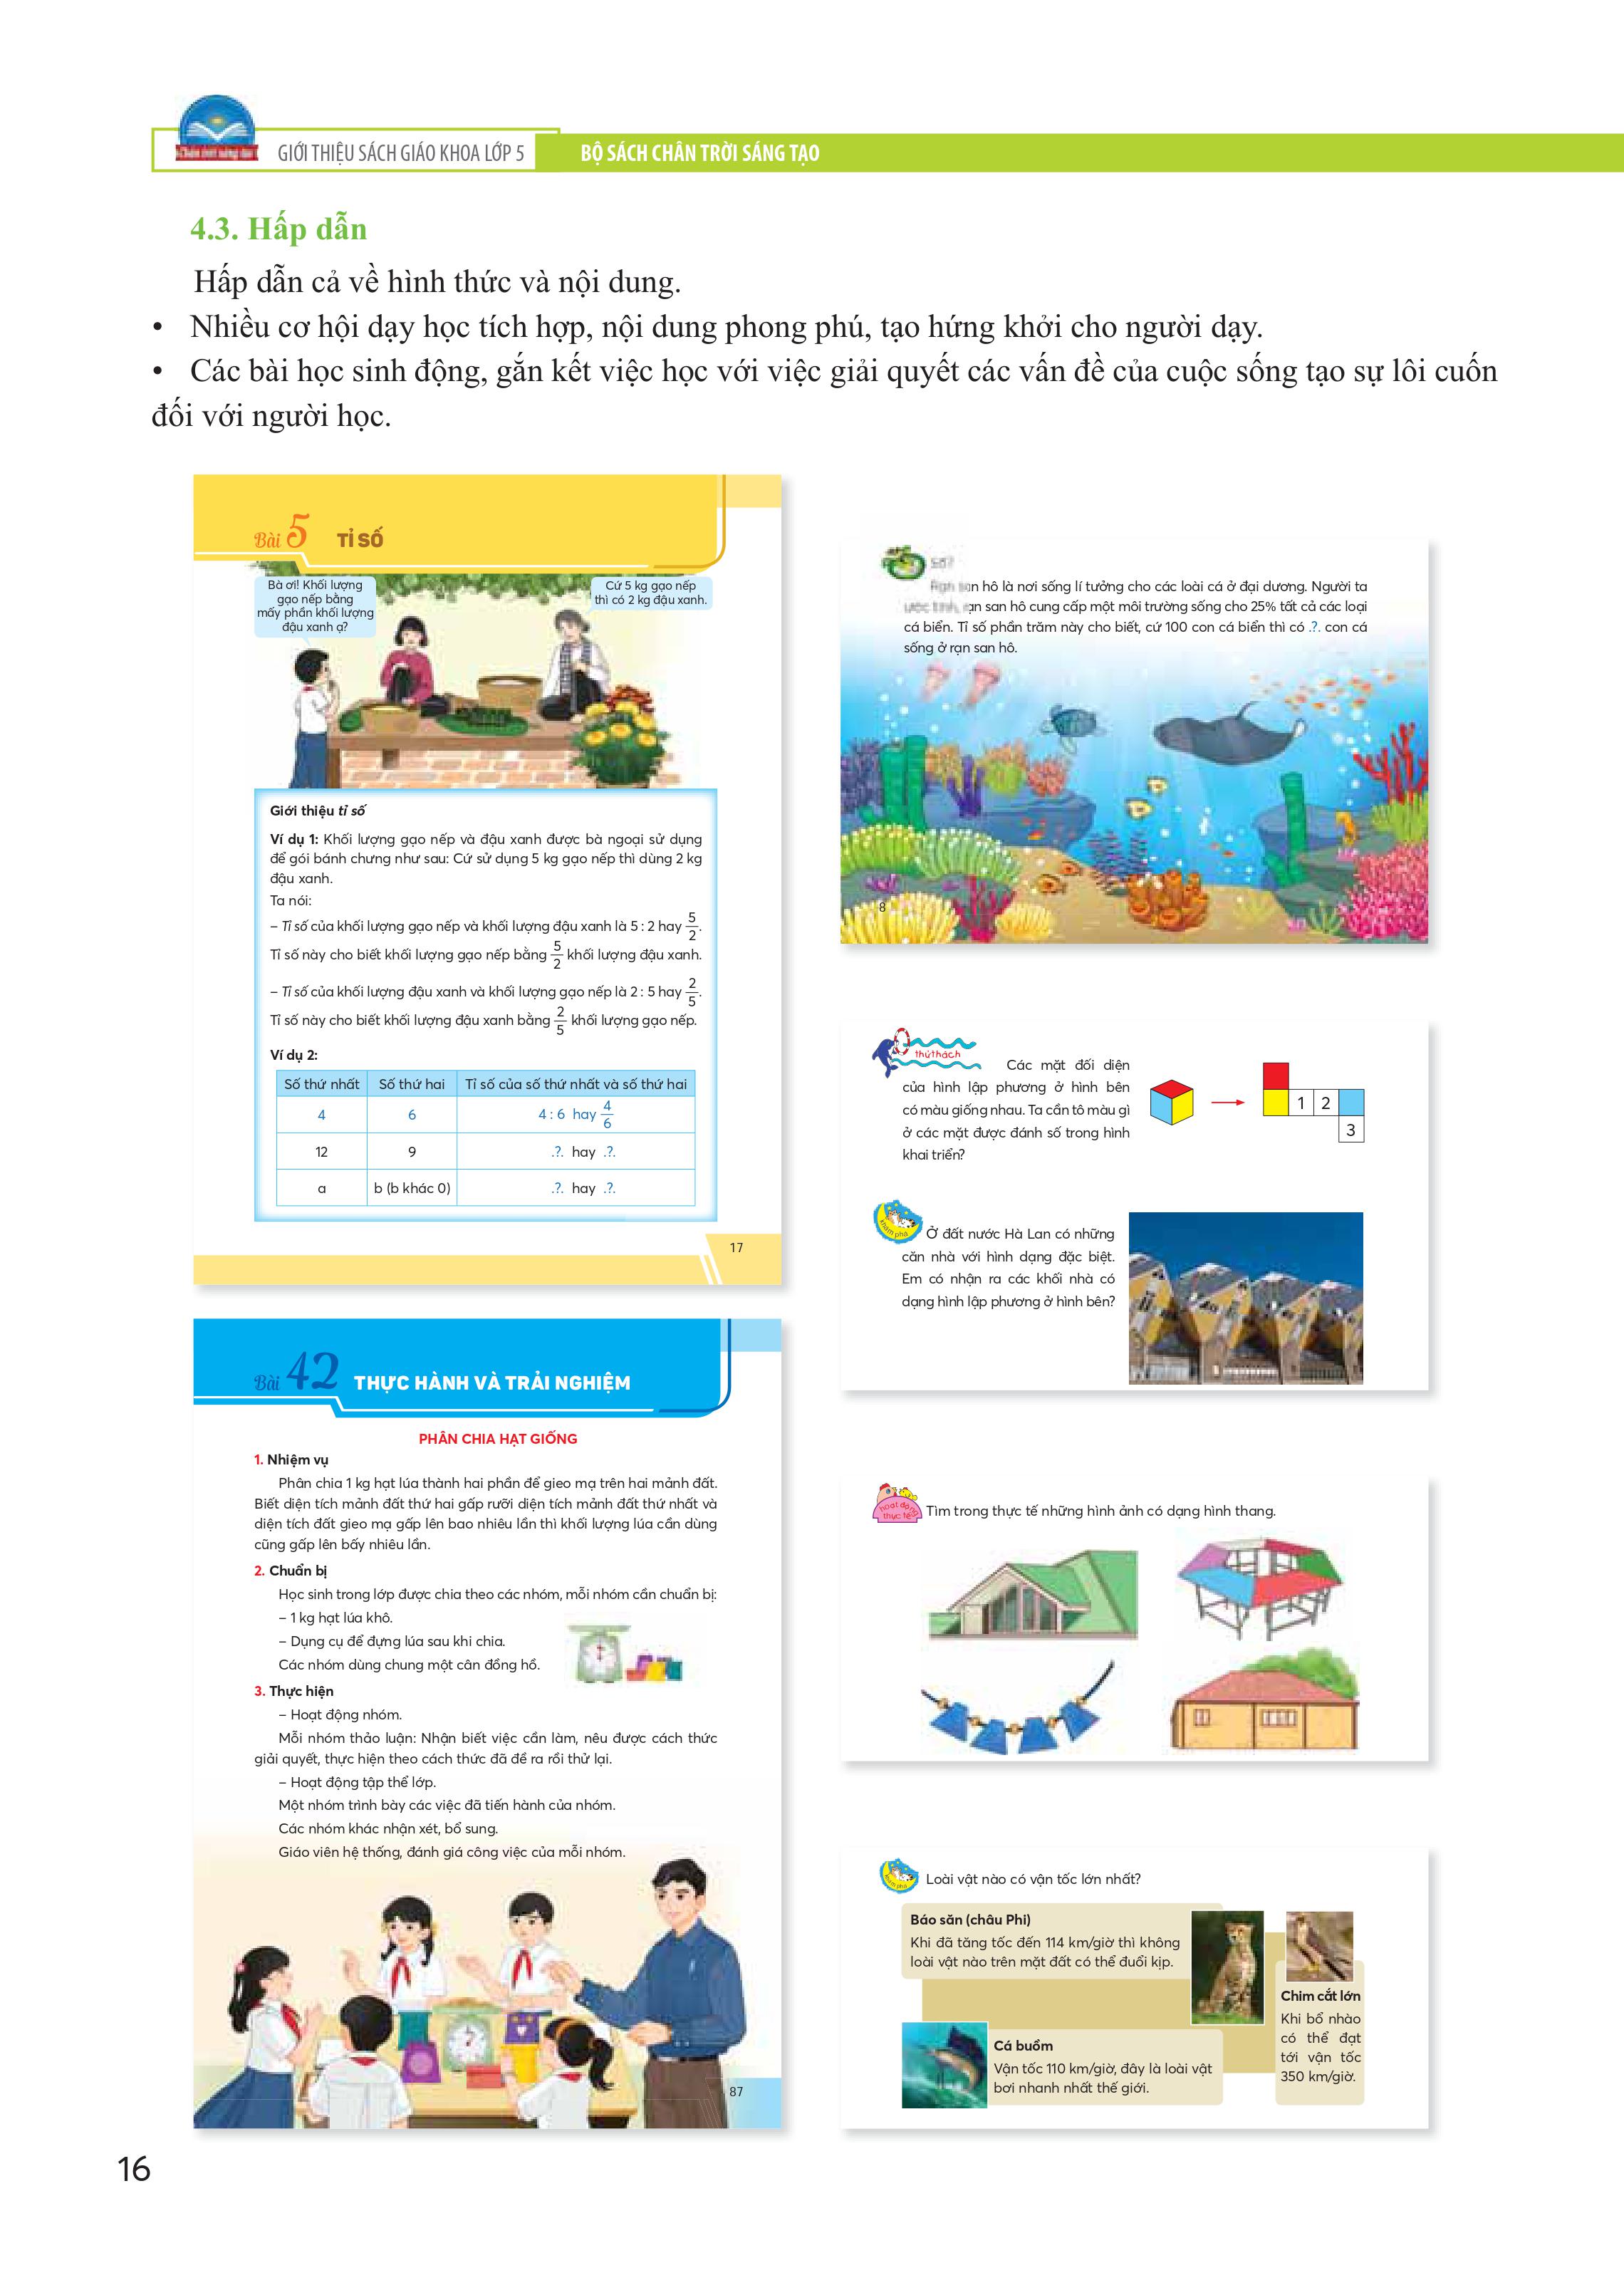 GIỚI THIỆU SÁCH GIÁO KHOA LỚP 5
BỘ SÁCH CHÂN TRỜI SÁNG TẠO
4.3. Hấp dẫn
Hấp dẫn cả về hình thức và nội dung.
• Nhiều cơ hội dạy học tích hợp, nội dung phong phú, tạo hứng khởi cho người dạy.
• Các bài học sinh động, gắn kết việc học với việc giải quyết các vấn đề của cuộc sống tạo sự lôi cuốn
đối với người học.
Bài 5 TỈ SỐ
Bà ơi! Khối lượng
gạo nếp bằng
mấy phần khối lượng
đậu xanh ạ?
Cứ 5 kg gạo nếp
thì có 2 kg đậu xanh.
Giới thiệu tỉ số
Ví dụ 1: Khối lượng gạo nếp và đậu xanh được bà ngoại sử dụng
để gói bánh chưng như sau: Cứ sử dụng 5 kg gạo nếp thì dùng 2 kg
đậu xanh.
Ta nói:
– Tỉ số của khối lượng gạo nếp và khối lượng đậu xanh là 5 : 2 hay 5/2.
Tỉ số này cho biết khối lượng gạo nếp bằng 5/2 khối lượng đậu xanh.
– Tỉ số của khối lượng đậu xanh và khối lượng gạo nếp là 2 : 5 hay 2/5.
Tỉ số này cho biết khối lượng đậu xanh bằng 2/5 khối lượng gạo nếp.
Ví dụ 2:
Số thứ nhất Số thứ hai Tỉ số của số thứ nhất và số thứ hai
4 6 4 : 6 hay 4/6
12 9 .?. hay .?.
a b (b khác 0) .?. hay .?.
17
Bài 42 THỰC HÀNH VÀ TRẢI NGHIỆM
PHÂN CHIA HẠT GIỐNG
1. Nhiệm vụ
Phân chia 1 kg hạt lúa thành hai phần để gieo mạ trên hai mảnh đất.
Biết diện tích mảnh đất thứ hai gấp rưỡi diện tích mảnh đất thứ nhất và
diện tích đất gieo mạ gấp lên bao nhiêu lần thì khối lượng lúa cần dùng
cũng gấp lên bấy nhiêu lần.
2. Chuẩn bị
Học sinh trong lớp được chia theo các nhóm, mỗi nhóm cần chuẩn bị:
– 1 kg hạt lúa khô.
– Dụng cụ để đựng lúa sau khi chia.
Các nhóm dùng chung một cân đồng hồ.
3. Thực hiện
– Hoạt động nhóm.
Mỗi nhóm thảo luận: Nhận biết việc cần làm, nêu được cách thức
giải quyết, thực hiện theo cách thức đã đề ra rồi thử lại.
– Hoạt động tập thể lớp.
Một nhóm trình bày các việc đã tiến hành của nhóm.
Các nhóm khác nhận xét, bổ sung.
Giáo viên hệ thống, đánh giá công việc của mỗi nhóm.
87
Số?
Rạn san hô là nơi sống lí tưởng cho các loài cá ở đại dương. Người ta
ước tính, rạn san hô cung cấp một môi trường sống cho 25% tất cả các loại
cá biển. Tỉ số phần trăm này cho biết, cứ 100 con cá biển thì có .?. con cá
sống ở rạn san hô.
8
thử thách
Các mặt đối diện
của hình lập phương ở hình bên
có màu giống nhau. Ta cần tô màu gì
ở các mặt được đánh số trong hình
khai triển?
1 2
3
khám phá
Ở đất nước Hà Lan có những
căn nhà với hình dạng đặc biệt.
Em có nhận ra các khối nhà có
dạng hình lập phương ở hình bên?
hoạt động
thực tế
Tìm trong thực tế những hình ảnh có dạng hình thang.
khám phá
Loài vật nào có vận tốc lớn nhất?
Báo săn (châu Phi)
Khi đã tăng tốc đến 114 km/giờ thì không
loài vật nào trên mặt đất có thể đuổi kịp.
Chim cắt lớn
Khi bổ nhào
có thể đạt
tới vận tốc
350 km/giờ.
Cá buồm
Vận tốc 110 km/giờ, đây là loài vật
bơi nhanh nhất thế giới.
16